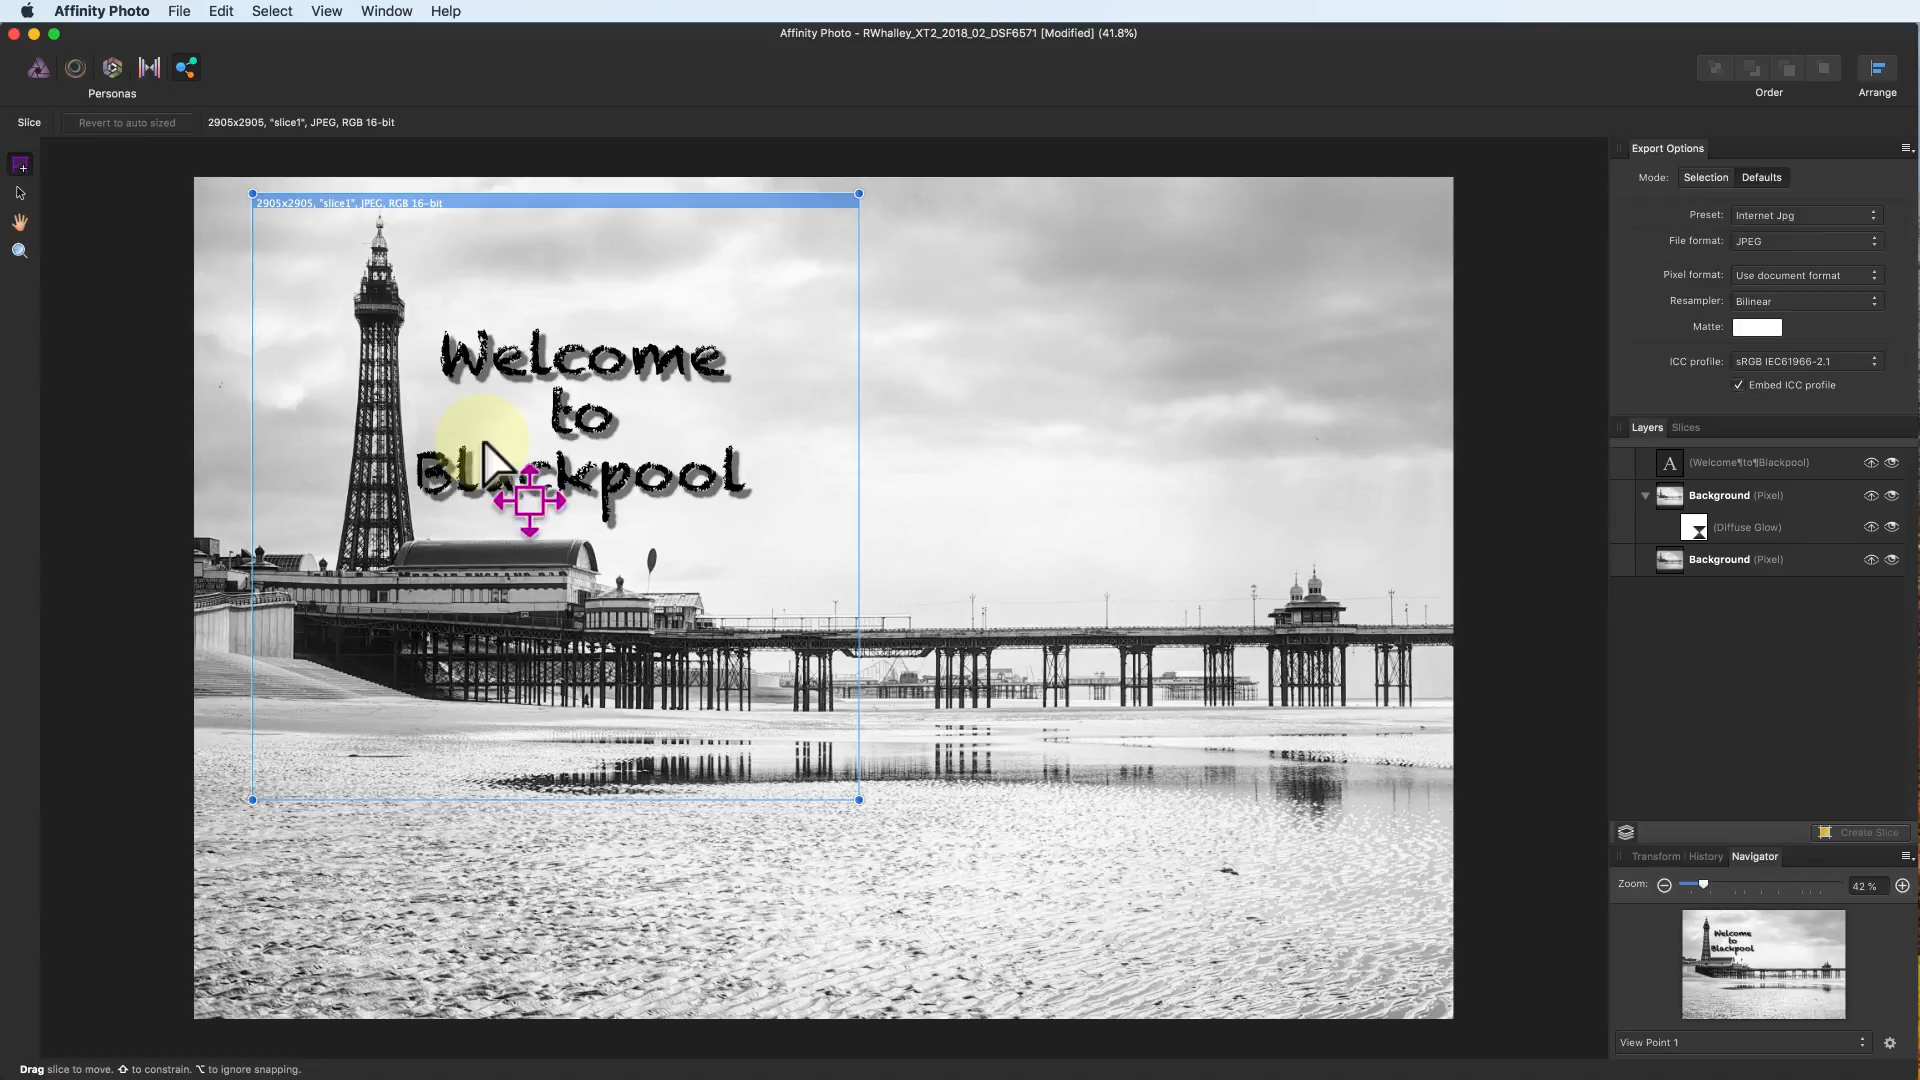 Affinity Photo File Edit Select View Window Help
Affinity Photo - RWhalley_XT2_2018_02_DSF6571 [Modified] (41.8%)
Personas
Order
Arrange
Slice
Revert to auto sized
2905x2905, "slice1", JPEG, RGB 16-bit
Export Options
Mode: Selection Defaults
Preset: Internet Jpg
File format: JPEG
Pixel format: Use document format
Resampler: Bilinear
Matte:
ICC profile: sRGB IEC61966-2.1
Embed ICC profile
2905x2905, "slice1", JPEG, RGB 16-bit
Welcome
to
Blackpool
Layers Slices
A (Welcome¶to¶Blackpool)
Background (Pixel)
(Diffuse Glow)
Background (Pixel)
Create Slice
Transform History Navigator
Zoom: 42 %
Welcome
to
Blackpool
View Point 1
Drag slice to move. ⇧ to constrain. ⌥ to ignore snapping.